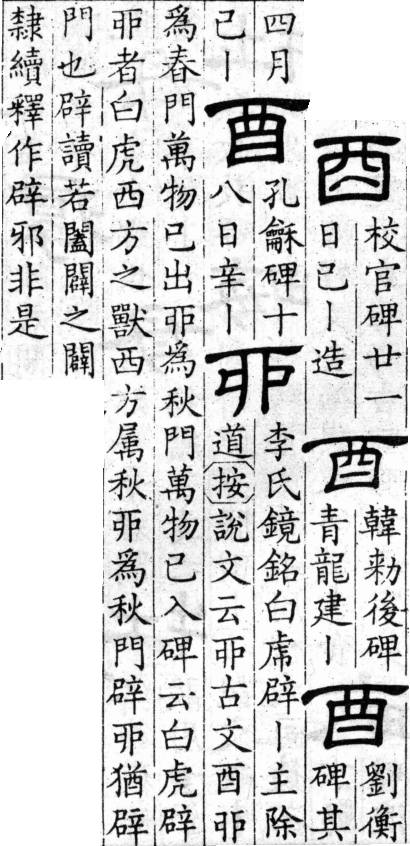 酉
校官碑廿一
日己丨造
酉
韓勑後碑
青龍建丨
酉
劉衡
碑其
四月
己丨
酉
孔龢碑十
八日辛丨
丣
李氏鏡銘白虎辟丨主除
道按說文云丣古文酉丣
爲春門萬物已出丣爲秋門萬物已入碑云白虎辟
丣者白虎西方之獸西方属秋丣爲秋門辟丣猶辟
門也辟讀若闔闢之闢
隸續釋作辟邪非是